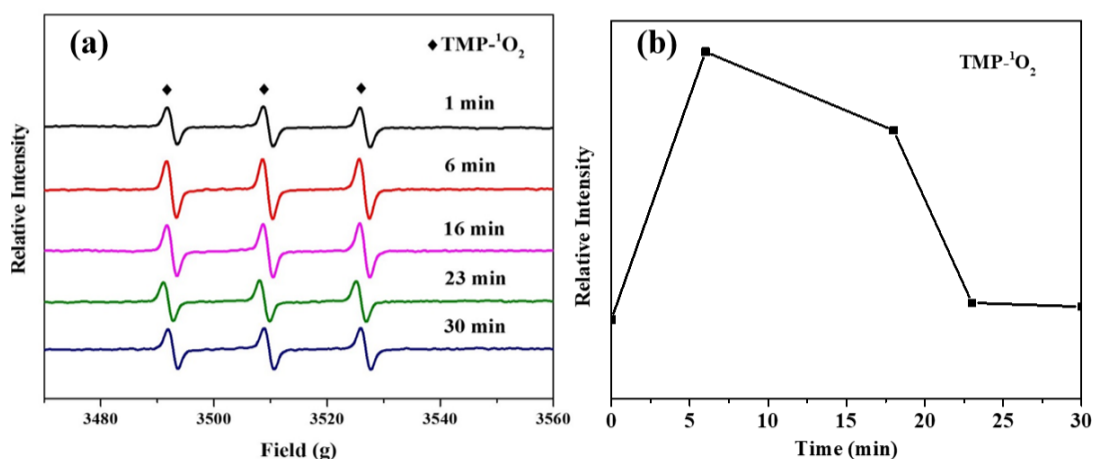 (a)
◆TMP-¹O₂
1 min
6 min
16 min
23 min
30 min
Relative Intensity
3480 3500 3520 3540 3560
Field (g)
(b)
TMP-¹O₂
Relative Intensity
0 5 10 15 20 25 30
Time (min)